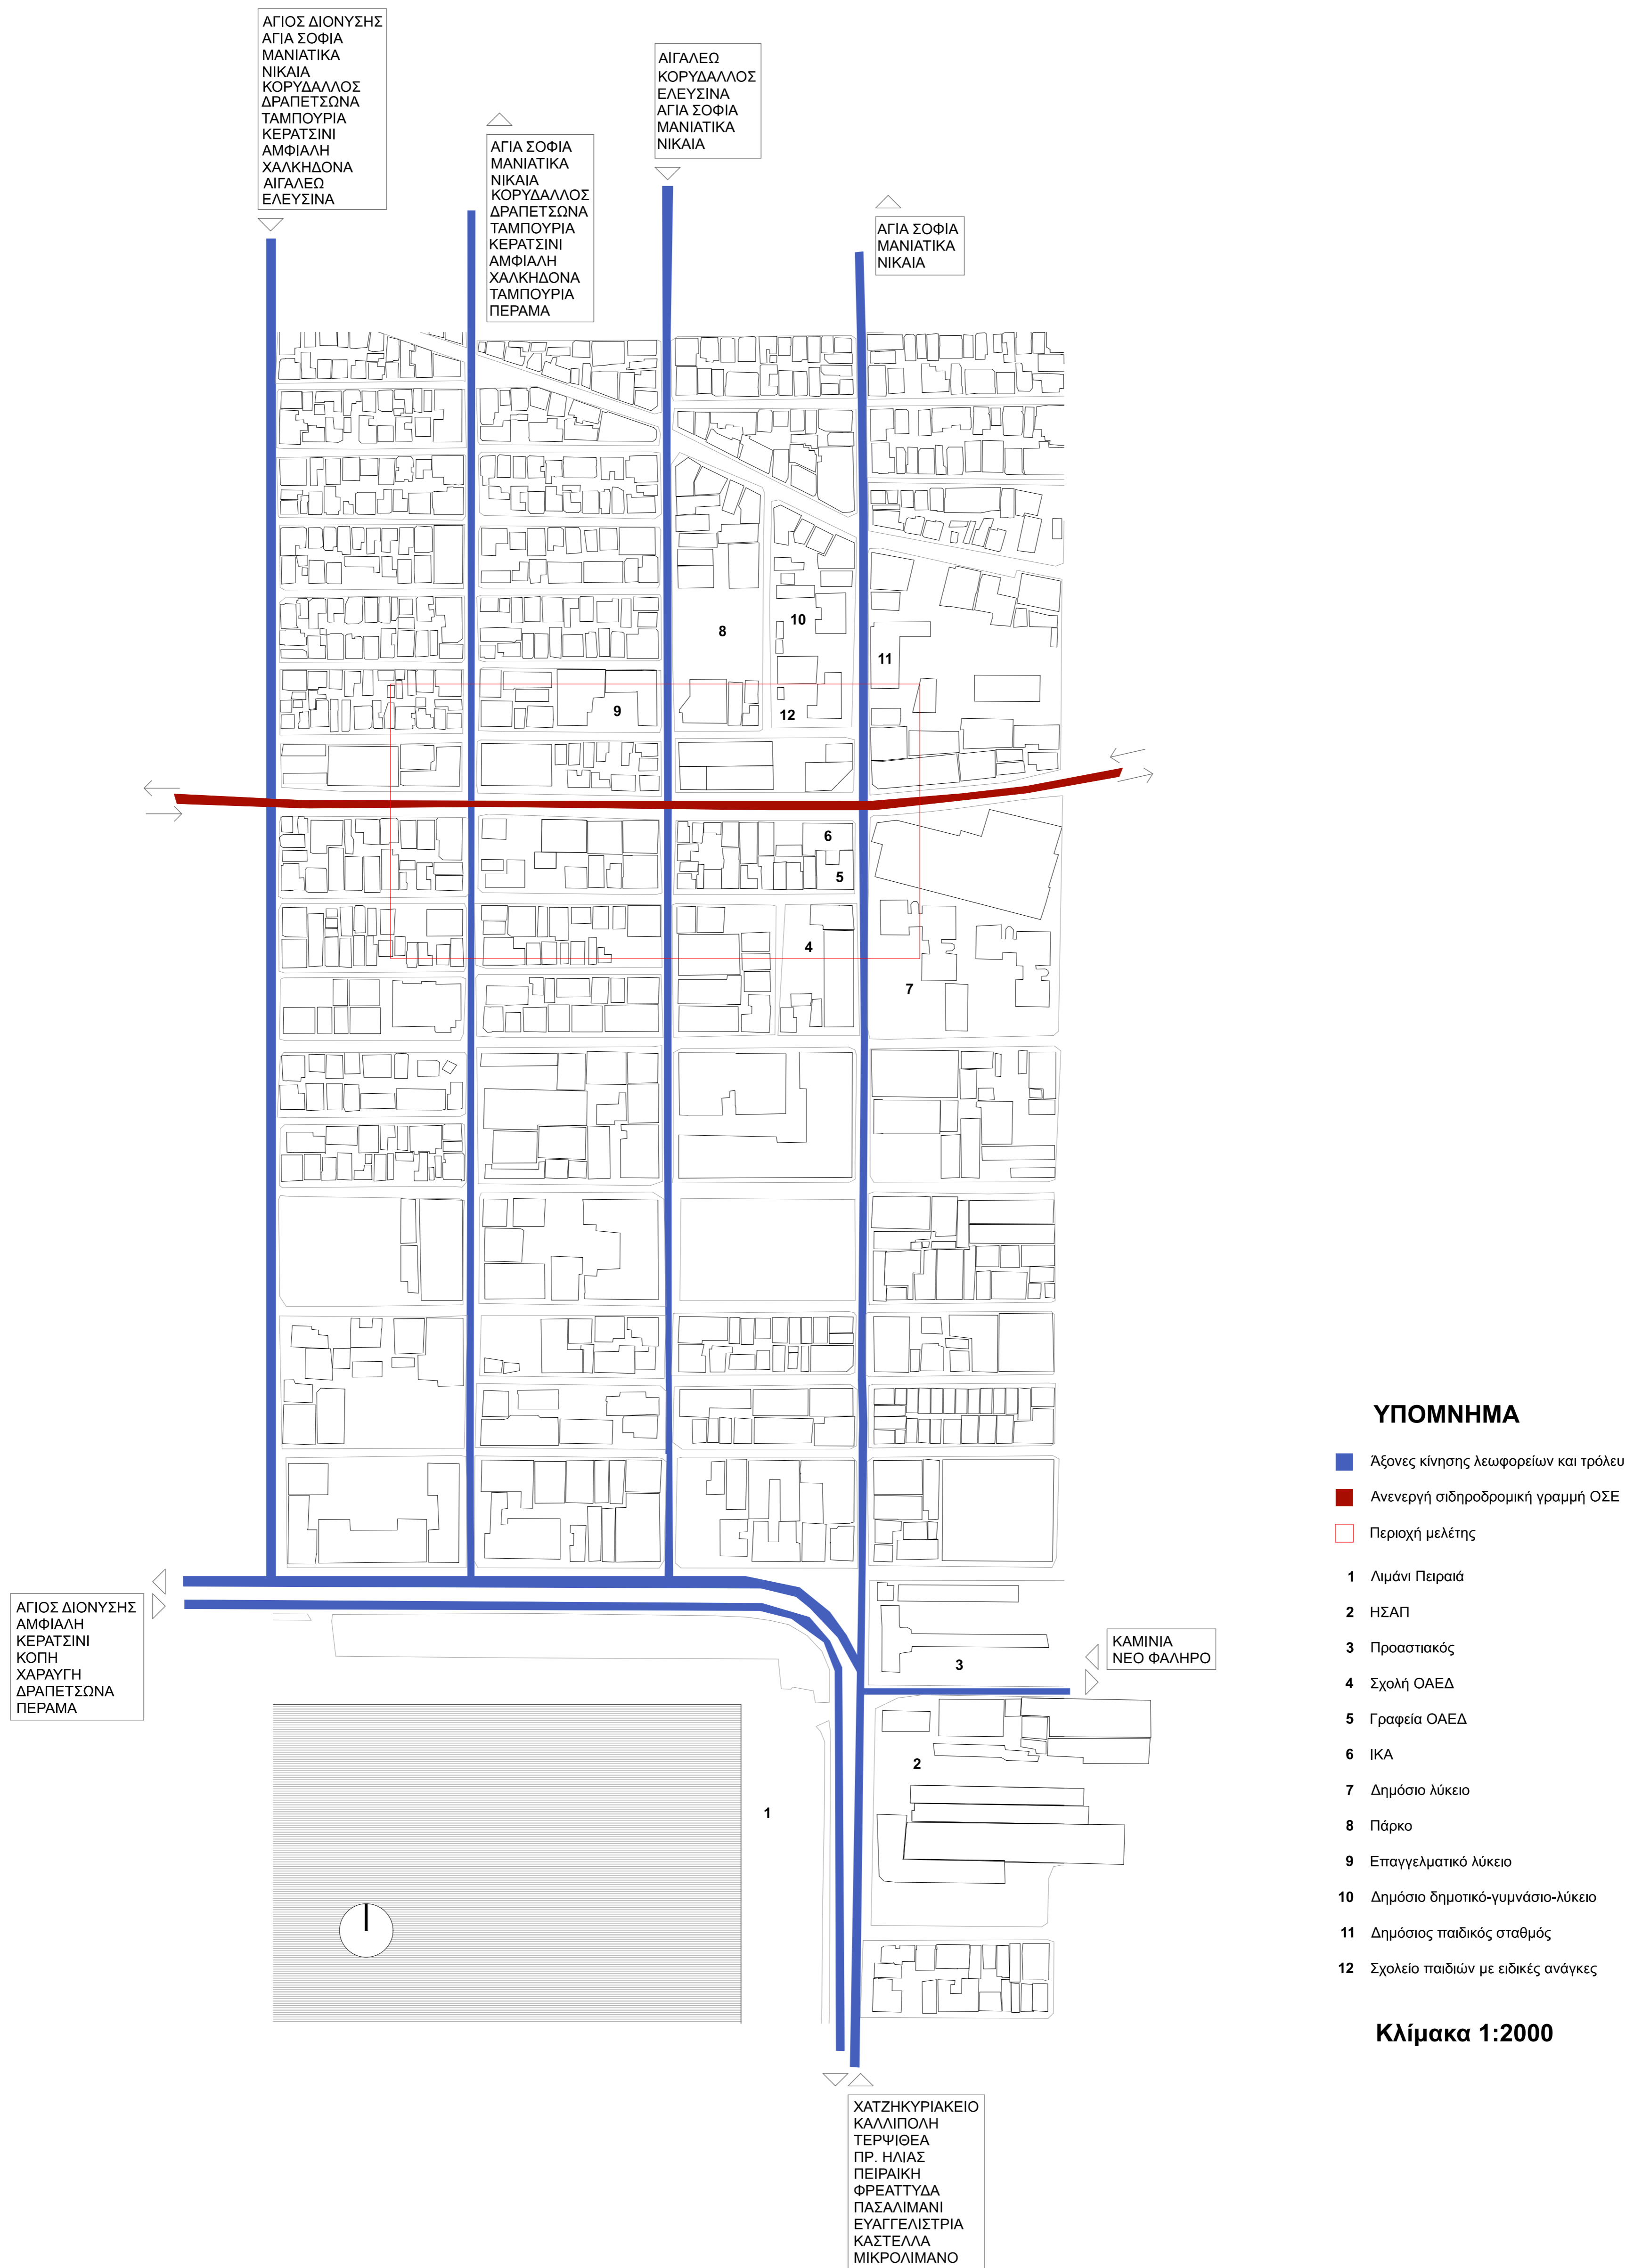 ΑΓΙΟΣ ΔΙΟΝΥΣΗΣ
ΑΓΙΑ ΣΟΦΙΑ
ΜΑΝΙΑΤΙΚΑ
ΝΙΚΑΙΑ
ΚΟΡΥΔΑΛΛΟΣ
ΔΡΑΠΕΤΣΩΝΑ
ΤΑΜΠΟΥΡΙΑ
ΚΕΡΑΤΣΙΝΙ
ΑΜΦΙΑΛΗ
ΧΑΛΚΗΔΟΝΑ
ΑΙΓΑΛΕΩ
ΕΛΕΥΣΙΝΑ
ΑΓΙΑ ΣΟΦΙΑ
ΜΑΝΙΑΤΙΚΑ
ΝΙΚΑΙΑ
ΚΟΡΥΔΑΛΛΟΣ
ΔΡΑΠΕΤΣΩΝΑ
ΤΑΜΠΟΥΡΙΑ
ΚΕΡΑΤΣΙΝΙ
ΑΜΦΙΑΛΗ
ΧΑΛΚΗΔΟΝΑ
ΤΑΜΠΟΥΡΙΑ
ΠΕΡΑΜΑ
ΑΙΓΑΛΕΩ
ΚΟΡΥΔΑΛΛΟΣ
ΕΛΕΥΣΙΝΑ
ΑΓΙΑ ΣΟΦΙΑ
ΜΑΝΙΑΤΙΚΑ
ΝΙΚΑΙΑ
ΑΓΙΑ ΣΟΦΙΑ
ΜΑΝΙΑΤΙΚΑ
ΝΙΚΑΙΑ
10
8
11
9
12
6
5
4
7
ΑΓΙΟΣ ΔΙΟΝΥΣΗΣ
ΑΜΦΙΑΛΗ
ΚΕΡΑΤΣΙΝΙ
ΚΟΠΗ
ΧΑΡΑΥΓΗ
ΔΡΑΠΕΤΣΩΝΑ
ΠΕΡΑΜΑ
ΚΑΜΙΝΙΑ
ΝΕΟ ΦΑΛΗΡΟ
3
2
1
ΧΑΤΖΗΚΥΡΙΑΚΕΙΟ
ΚΑΛΛΙΠΟΛΗ
ΤΕΡΨΙΘΕΑ
ΠΡ. ΗΛΙΑΣ
ΠΕΙΡΑΙΚΗ
ΦΡΕΑΤΤΥΔΑ
ΠΑΣΑΛΙΜΑΝΙ
ΕΥΑΓΓΕΛΙΣΤΡΙΑ
ΚΑΣΤΕΛΛΑ
ΜΙΚΡΟΛΙΜΑΝΟ
ΥΠΟΜΝΗΜΑ
Άξονες κίνησης λεωφορείων και τρόλευ
Ανενεργή σιδηροδρομική γραμμή ΟΣΕ
Περιοχή μελέτης
1 Λιμάνι Πειραιά
2 ΗΣΑΠ
3 Προαστιακός
4 Σχολή ΟΑΕΔ
5 Γραφεία ΟΑΕΔ
6 ΙΚΑ
7 Δημόσιο λύκειο
8 Πάρκο
9 Επαγγελματικό λύκειο
10 Δημόσιο δημοτικό-γυμνάσιο-λύκειο
11 Δημόσιος παιδικός σταθμός
12 Σχολείο παιδιών με ειδικές ανάγκες
Κλίμακα 1:2000